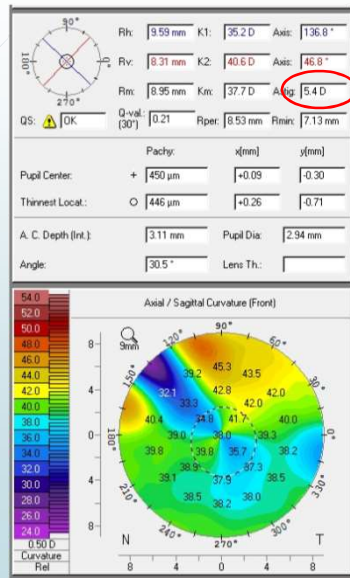 90°
Rh: 9.59 mm K1: 35.2 D Axis: 136.8 °
180° 0°
Rv: 8.31 mm K2: 40.6 D Axis: 46.8 °
270°
Rm: 8.95 mm Km: 37.7 D Astig: 5.4 D
QS: OK Q-val. (30°) 0.21 Rper: 8.53 mm Rmin: 7.13 mm
Pachy: x[mm] y[mm]
Pupil Center: + 450 µm +0.09 -0.30
Thinnest Locat.: O 446 µm +0.26 -0.71
A. C. Depth (Int.): 3.11 mm Pupil Dia: 2.94 mm
Angle: 30.5 ° Lens Th.:
Axial / Sagittal Curvature (Front)
54.0
52.0
50.0
48.0
46.0
44.0
42.0
40.0
38.0
36.0
34.0
32.0
30.0
28.0
26.0
24.0
0.50 D
Curvature
Rel
9mm
120° 90° 60°
150° 30°
180° 0°
210° 330°
240° 270° 300°
8
4
0
4
8
39.2 45.3 43.5
32.1 42.8 42.0
33.3 42.0
40.4 34.8 41.7 40.0
39.0 38.0 39.3
39.8 39.8 35.7 38.2
38.9 37.3
39.1 37.9
38.5 38.2 38.0
38.5
N T
8 4 0 4 8